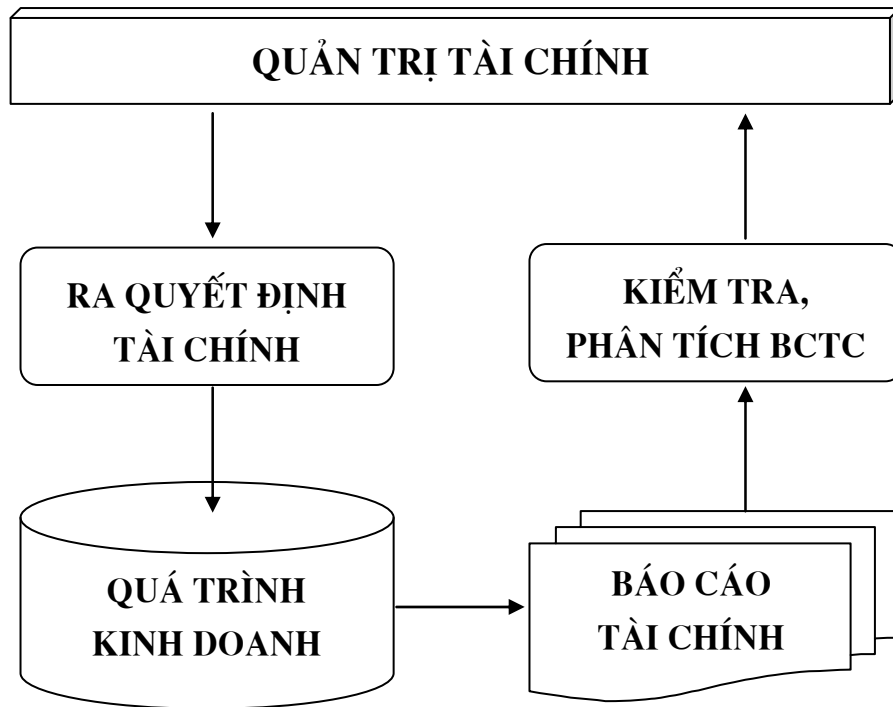 QUẢN TRỊ TÀI CHÍNH
RA QUYẾT ĐỊNH
TÀI CHÍNH
KIỂM TRA,
PHÂN TÍCH BCTC
QUÁ TRÌNH
KINH DOANH
BÁO CÁO
TÀI CHÍNH